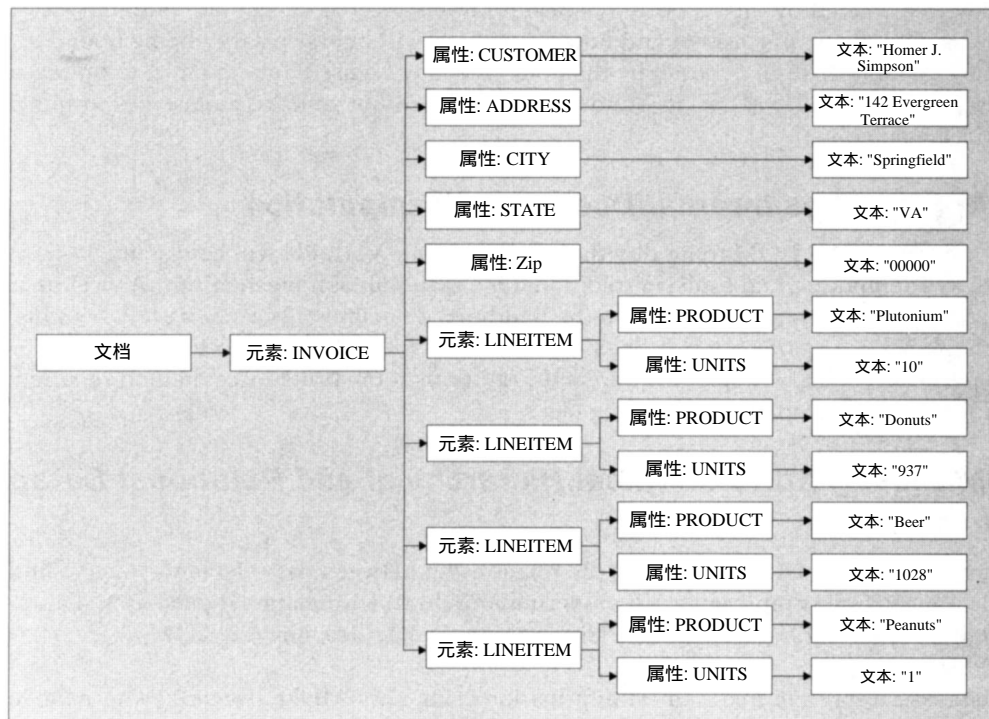 属性: CUSTOMER
文本: "Homer J.
Simpson"
属性: ADDRESS
文本: "142 Evergreen
Terrace"
属性: CITY
文本: "Springfield"
属性: STATE
文本: "VA"
属性: Zip
文本: "00000"
文档
元素: INVOICE
元素: LINEITEM
属性: PRODUCT
文本: "Plutonium"
属性: UNITS
文本: "10"
元素: LINEITEM
属性: PRODUCT
文本: "Donuts"
属性: UNITS
文本: "937"
元素: LINEITEM
属性: PRODUCT
文本: "Beer"
属性: UNITS
文本: "1028"
元素: LINEITEM
属性: PRODUCT
文本: "Peanuts"
属性: UNITS
文本: "1"